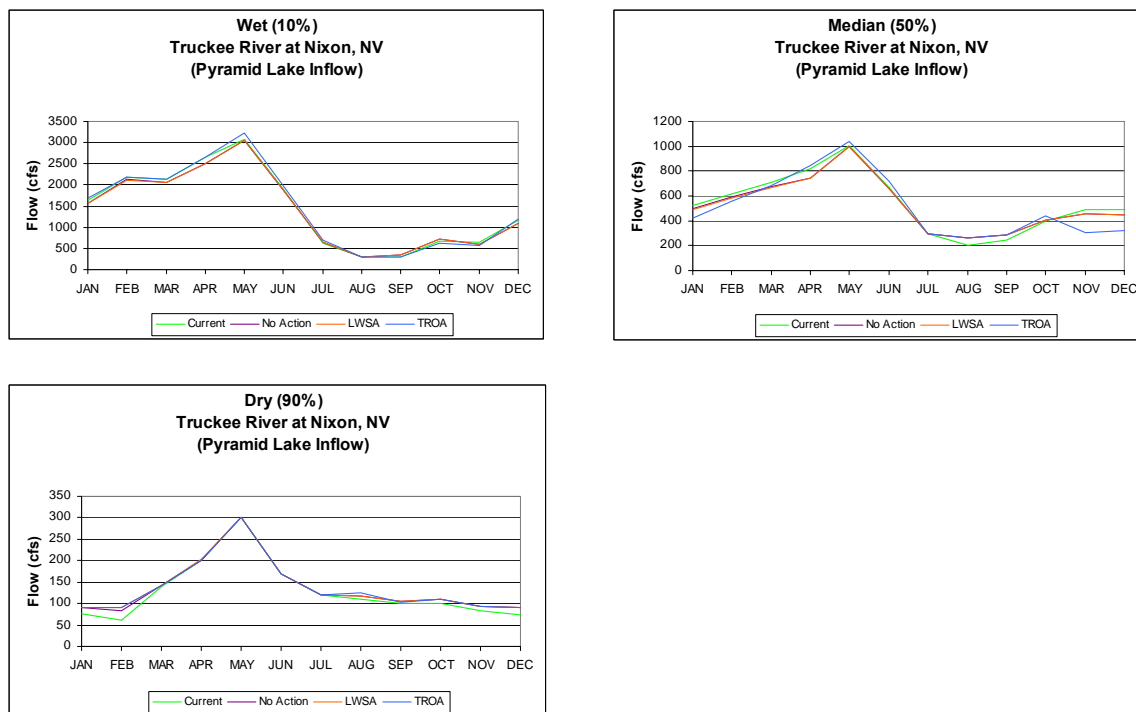 Wet (10%)
Truckee River at Nixon, NV
(Pyramid Lake Inflow)
Flow (cfs)
3500
3000
2500
2000
1500
1000
500
0
JAN FEB MAR APR MAY JUN JUL AUG SEP OCT NOV DEC
Current No Action LWSA TROA
Median (50%)
Truckee River at Nixon, NV
(Pyramid Lake Inflow)
Flow (cfs)
1200
1000
800
600
400
200
0
JAN FEB MAR APR MAY JUN JUL AUG SEP OCT NOV DEC
Current No Action LWSA TROA
Dry (90%)
Truckee River at Nixon, NV
(Pyramid Lake Inflow)
Flow (cfs)
350
300
250
200
150
100
50
0
JAN FEB MAR APR MAY JUN JUL AUG SEP OCT NOV DEC
Current No Action LWSA TROA